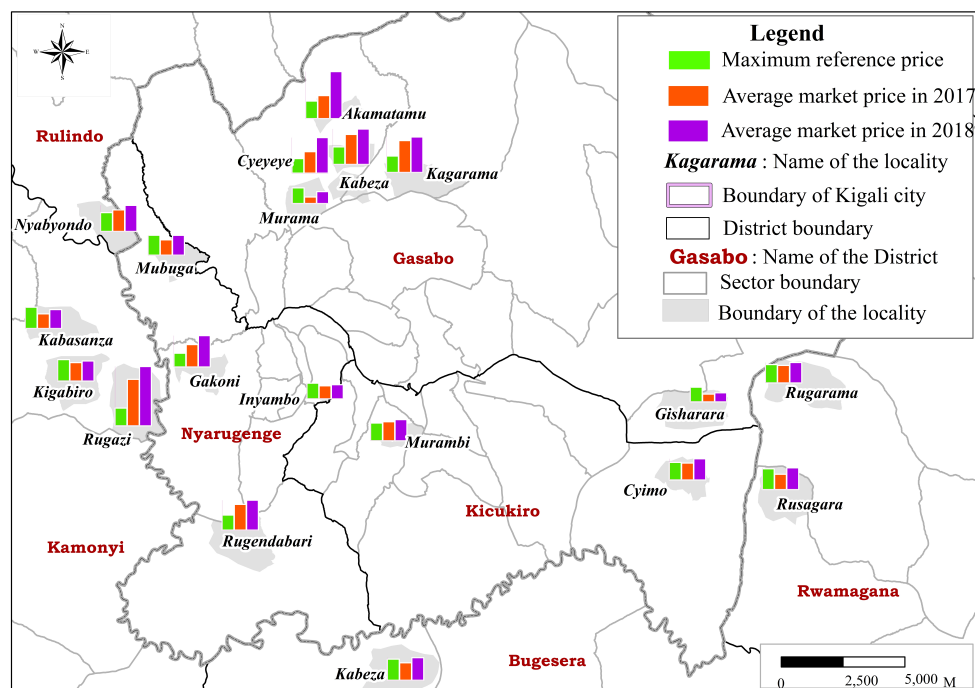 N
W
E
S
Legend
Maximum reference price
Average market price in 2017
Average market price in 2018
Kagarama : Name of the locality
Boundary of Kigali city
District boundary
Gasabo : Name of the District
Sector boundary
Boundary of the locality
Rulindo
Akamatamu
Cyeyeye
Kabeza
Kagarama
Murama
Nyabyondo
Mubuga
Gasabo
Kabasanza
Kigabiro
Gakoni
Inyambo
Rugarama
Gisharara
Rugazi
Nyarugenge
Murambi
Cyimo
Rusagara
Kicukiro
Rugendabari
Kamonyi
Rwamagana
Bugesera
Kabeza
0
2,500
5,000
M